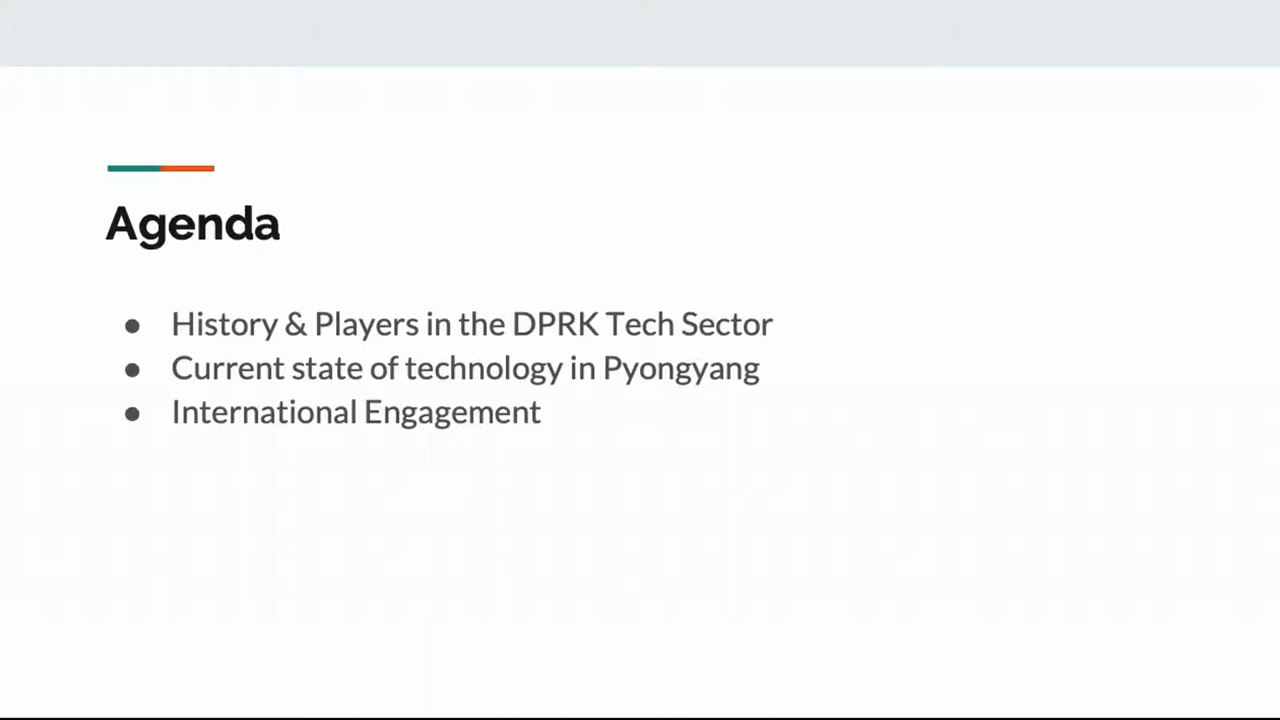 Agenda
● History & Players in the DPRK Tech Sector
● Current state of technology in Pyongyang
● International Engagement